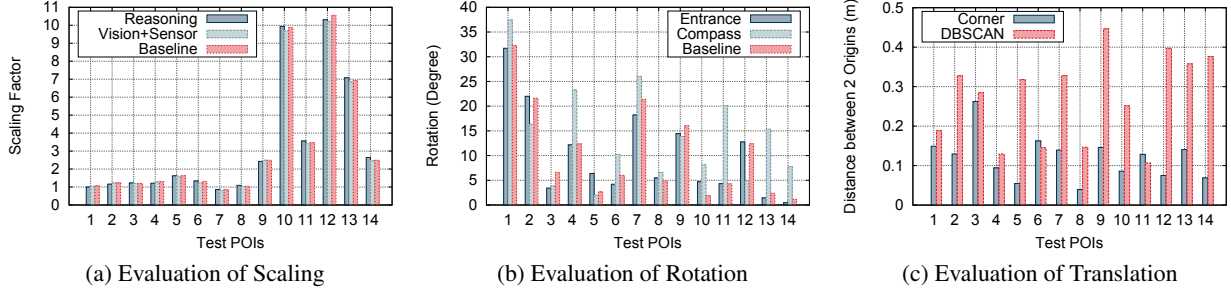 Reasoning
Vision+Sensor
Baseline
Scaling Factor
11
10
9
8
7
6
5
4
3
2
1
0
1 2 3 4 5 6 7 8 9 10 11 12 13 14
Test POIs
(a) Evaluation of Scaling
Entrance
Compass
Baseline
Rotation (Degree)
40
35
30
25
20
15
10
5
0
1 2 3 4 5 6 7 8 9 10 11 12 13 14
Test POIs
(b) Evaluation of Rotation
Corner
DBSCAN
Distance between 2 Origins (m)
0.5
0.4
0.3
0.2
0.1
0
1 2 3 4 5 6 7 8 9 10 11 12 13 14
Test POIs
(c) Evaluation of Translation